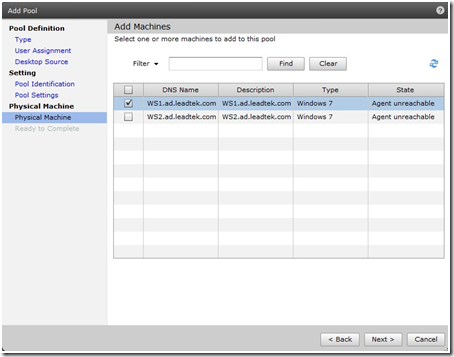 Add Pool
Pool Definition
Type
User Assignment
Desktop Source
Setting
Pool Identification
Pool Settings
Physical Machine
Physical Machine
Ready to Complete
Add Machines
Select one or more machines to add to this pool
Filter Find Clear
DNS Name Description Type State
WS1.ad.leadtek.com WS1.ad.leadtek.com Windows 7 Agent unreachable
WS2.ad.leadtek.com WS2.ad.leadtek.com Windows 7 Agent unreachable
< Back Next > Cancel